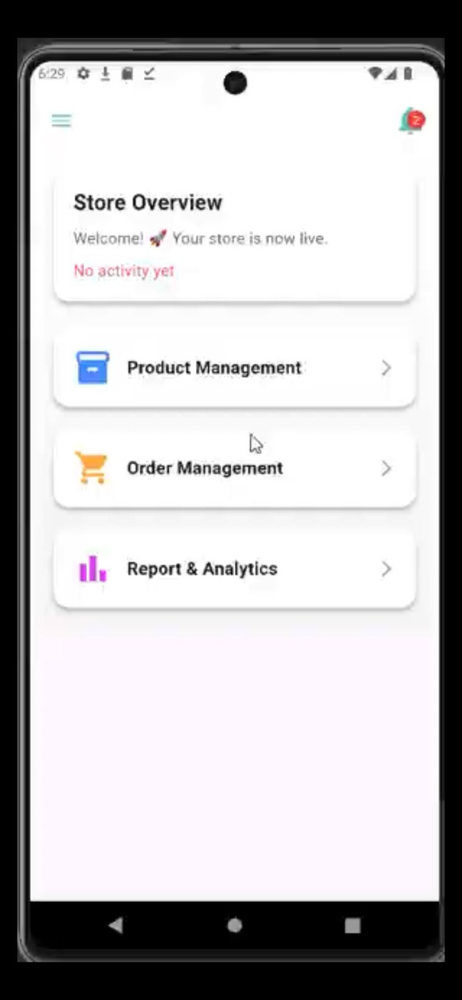 6:29
2
Store Overview
Welcome! 🚀 Your store is now live.
No activity yet
Product Management
Order Management
Report & Analytics